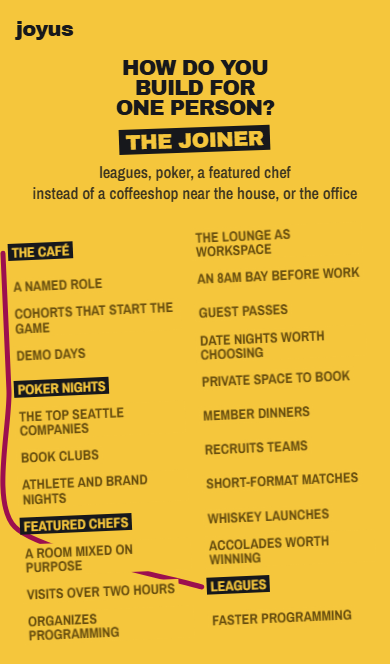 joyus
HOW DO YOU
BUILD FOR
ONE PERSON?
THE JOINER
leagues, poker, a featured chef
instead of a coffeeshop near the house, or the office
THE CAFÉ
A NAMED ROLE
COHORTS THAT START THE
GAME
DEMO DAYS
POKER NIGHTS
THE TOP SEATTLE
COMPANIES
BOOK CLUBS
ATHLETE AND BRAND
NIGHTS
FEATURED CHEFS
A ROOM MIXED ON
PURPOSE
VISITS OVER TWO HOURS
ORGANIZES
PROGRAMMING
THE LOUNGE AS
WORKSPACE
AN 8AM BAY BEFORE WORK
GUEST PASSES
DATE NIGHTS WORTH
CHOOSING
PRIVATE SPACE TO BOOK
MEMBER DINNERS
RECRUITS TEAMS
SHORT-FORMAT MATCHES
WHISKEY LAUNCHES
ACCOLADES WORTH
WINNING
LEAGUES
FASTER PROGRAMMING